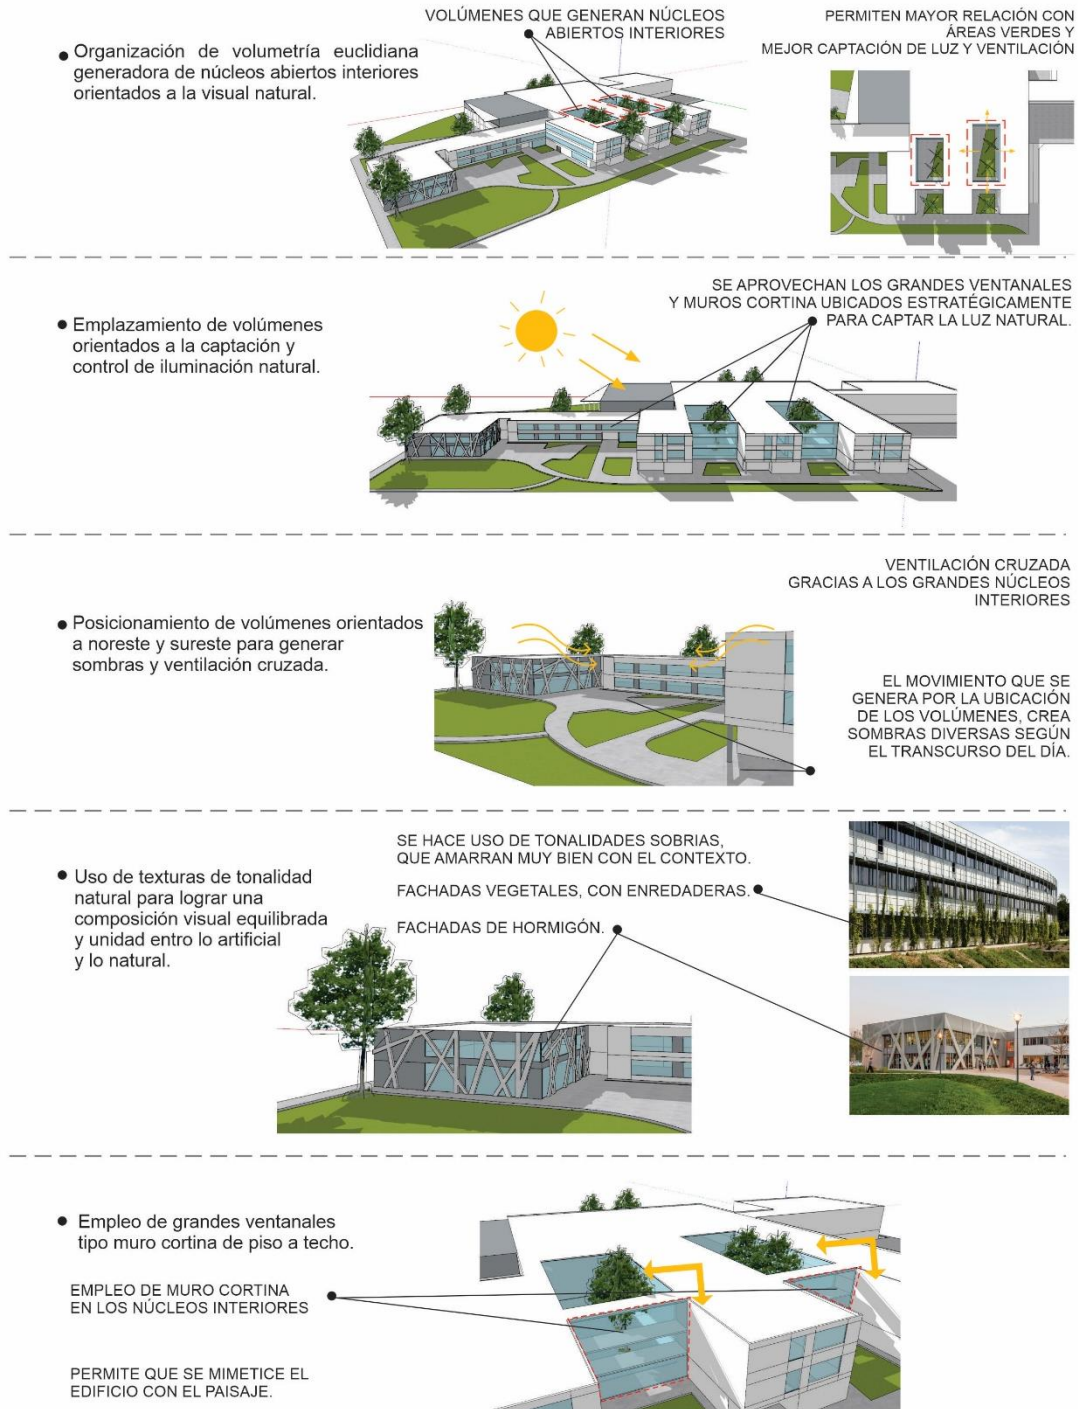 VOLÚMENES QUE GENERAN NÚCLEOS
ABIERTOS INTERIORES
PERMITEN MAYOR RELACIÓN CON
ÁREAS VERDES Y
MEJOR CAPTACIÓN DE LUZ Y VENTILACIÓN
● Organización de volumetría euclidiana
generadora de núcleos abiertos interiores
orientados a la visual natural.
SE APROVECHAN LOS GRANDES VENTANALES
Y MUROS CORTINA UBICADOS ESTRATÉGICAMENTE
PARA CAPTAR LA LUZ NATURAL.
● Emplazamiento de volúmenes
orientados a la captación y
control de iluminación natural.
VENTILACIÓN CRUZADA
GRACIAS A LOS GRANDES NÚCLEOS
INTERIORES
● Posicionamiento de volúmenes orientados
a noreste y sureste para generar
sombras y ventilación cruzada.
EL MOVIMIENTO QUE SE
GENERA POR LA UBICACIÓN
DE LOS VOLÚMENES, CREA
SOMBRAS DIVERSAS SEGÚN
EL TRANSCURSO DEL DÍA.
SE HACE USO DE TONALIDADES SOBRIAS,
QUE AMARRAN MUY BIEN CON EL CONTEXTO.
FACHADAS VEGETALES, CON ENREDADERAS.
FACHADAS DE HORMIGÓN.
● Uso de texturas de tonalidad
natural para lograr una
composición visual equilibrada
y unidad entro lo artificial
y lo natural.
● Empleo de grandes ventanales
tipo muro cortina de piso a techo.
EMPLEO DE MURO CORTINA
EN LOS NÚCLEOS INTERIORES
PERMITE QUE SE MIMETICE EL
EDIFICIO CON EL PAISAJE.